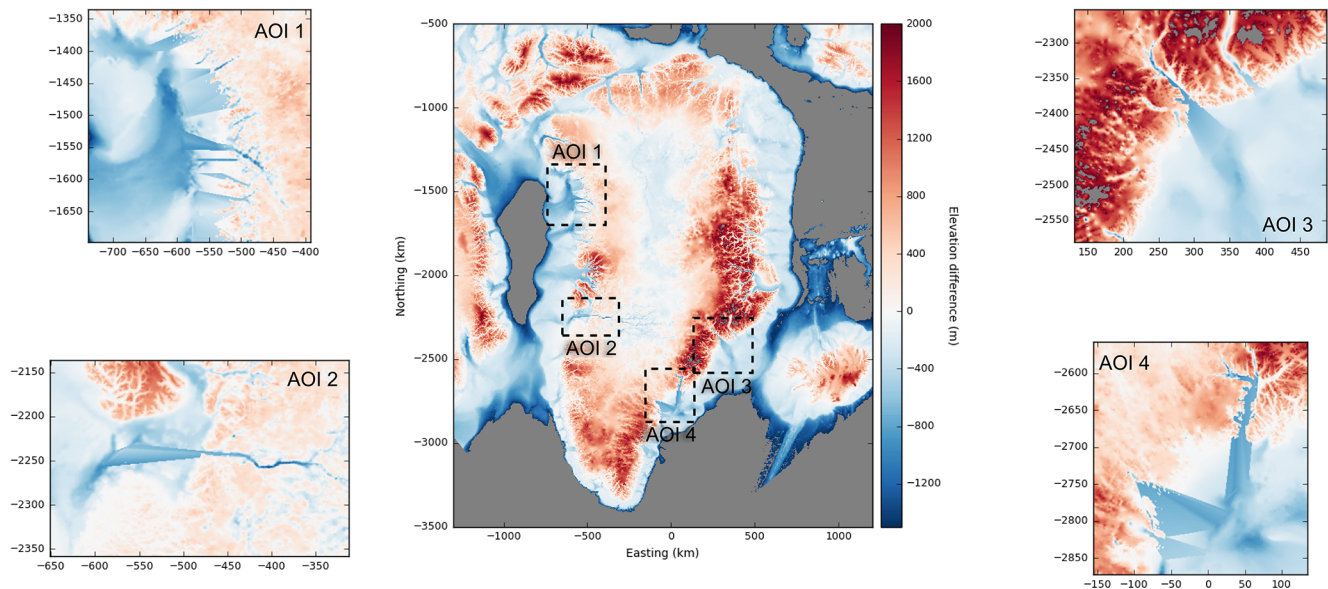 AOI 1
−1350
−1400
−1450
−1500
−1550
−1600
−1650
−700 −650 −600 −550 −500 −450 −400
AOI 2
−2150
−2200
−2250
−2300
−2350
−650 −600 −550 −500 −450 −400 −350
−500
−1000
−1500
−2000
−2500
−3000
−3500
Northing (km)
−1000 −500 0 500 1000
Easting (km)
AOI 1
AOI 2
AOI 3
AOI 4
2000
1600
1200
800
400
0
−400
−800
−1200
Elevation difference (m)
−2300
−2350
−2400
−2450
−2500
−2550
AOI 3
150 200 250 300 350 400 450
AOI 4
−2600
−2650
−2700
−2750
−2800
−2850
−150 −100 −50 0 50 100